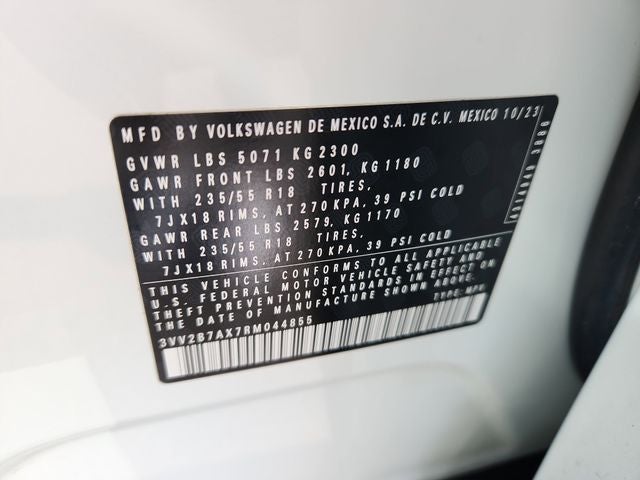 MFD BY VOLKSWAGEN DE MEXICO S.A. DE C.V. MEXICO 10/23
GVWR LBS 5071 KG 2300
GAWR FRONT LBS 2601, KG 1180
WITH 235/55 R18 TIRES,
7JX18 RIMS, AT 270 KPA, 39 PSI COLD
GAWR REAR LBS 2579, KG 1170
WITH 235/55 R18 TIRES,
7JX18 RIMS, AT 270 KPA, 39 PSI COLD
THIS VEHICLE CONFORMS TO ALL APPLICABLE
U.S. FEDERAL MOTOR VEHICLE SAFETY AND
THEFT PREVENTION STANDARDS IN EFFECT ON
THE DATE OF MANUFACTURE SHOWN ABOVE.
3VV2B7AX7RM044855
TYPE: MPV